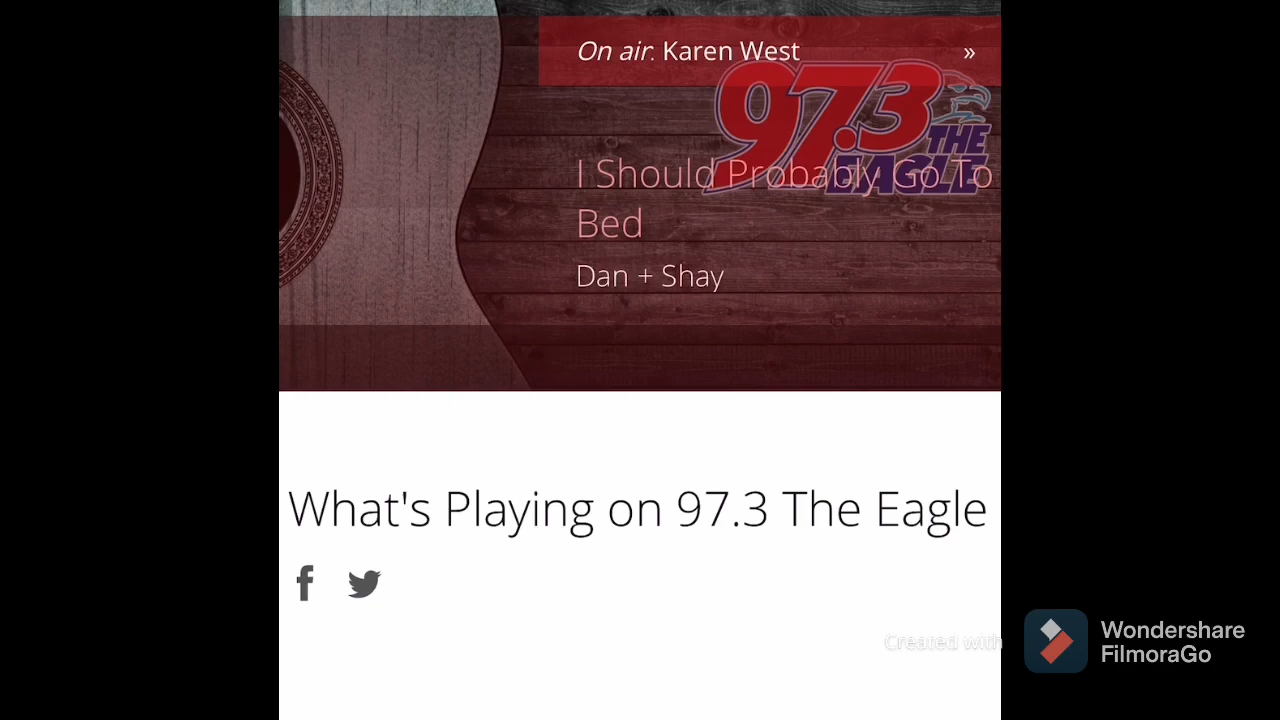 On air: Karen West »
97.3 THE EAGLE
I Should Probably Go To
Bed
Dan + Shay
What's Playing on 97.3 The Eagle
Created with
Wondershare
FilmoraGo